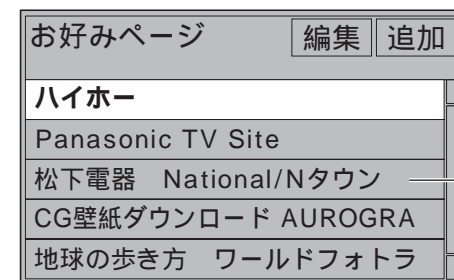 お好みページ 編集 追加
ハイホー
Panasonic TV Site
松下電器　National/Nタウン
CG壁紙ダウンロード AUROGRA
地球の歩き方　ワールドフォトラ